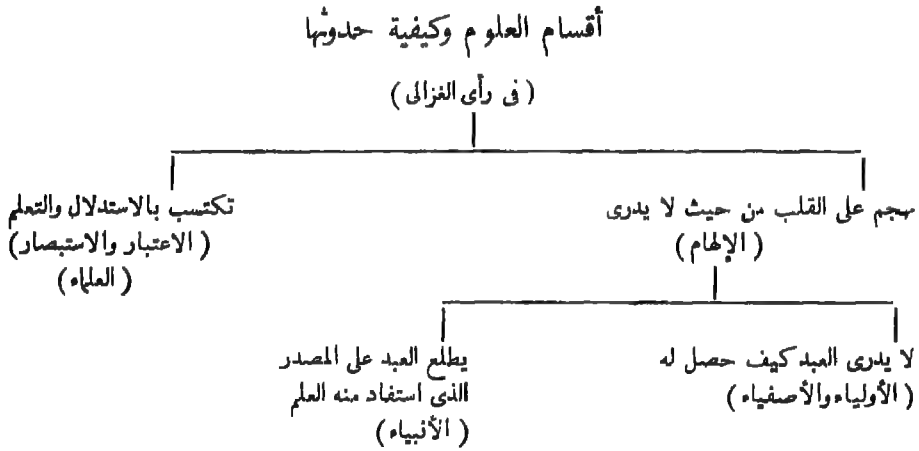 أقسام العلوم وكيفية حدوثها
( فى رأى الغزالى )
يهجم على القلب من حيث لا يدرى
( الإلهام )
تكتسب بالاستدلال والتعلم
( الاعتبار والاستبصار )
( العلماء )
لا يدرى العبد كيف حصل له
( الأولياء والأصفياء )
يطلع العبد على المصدر
الذى استفاد منه العلم
( الأنبياء )